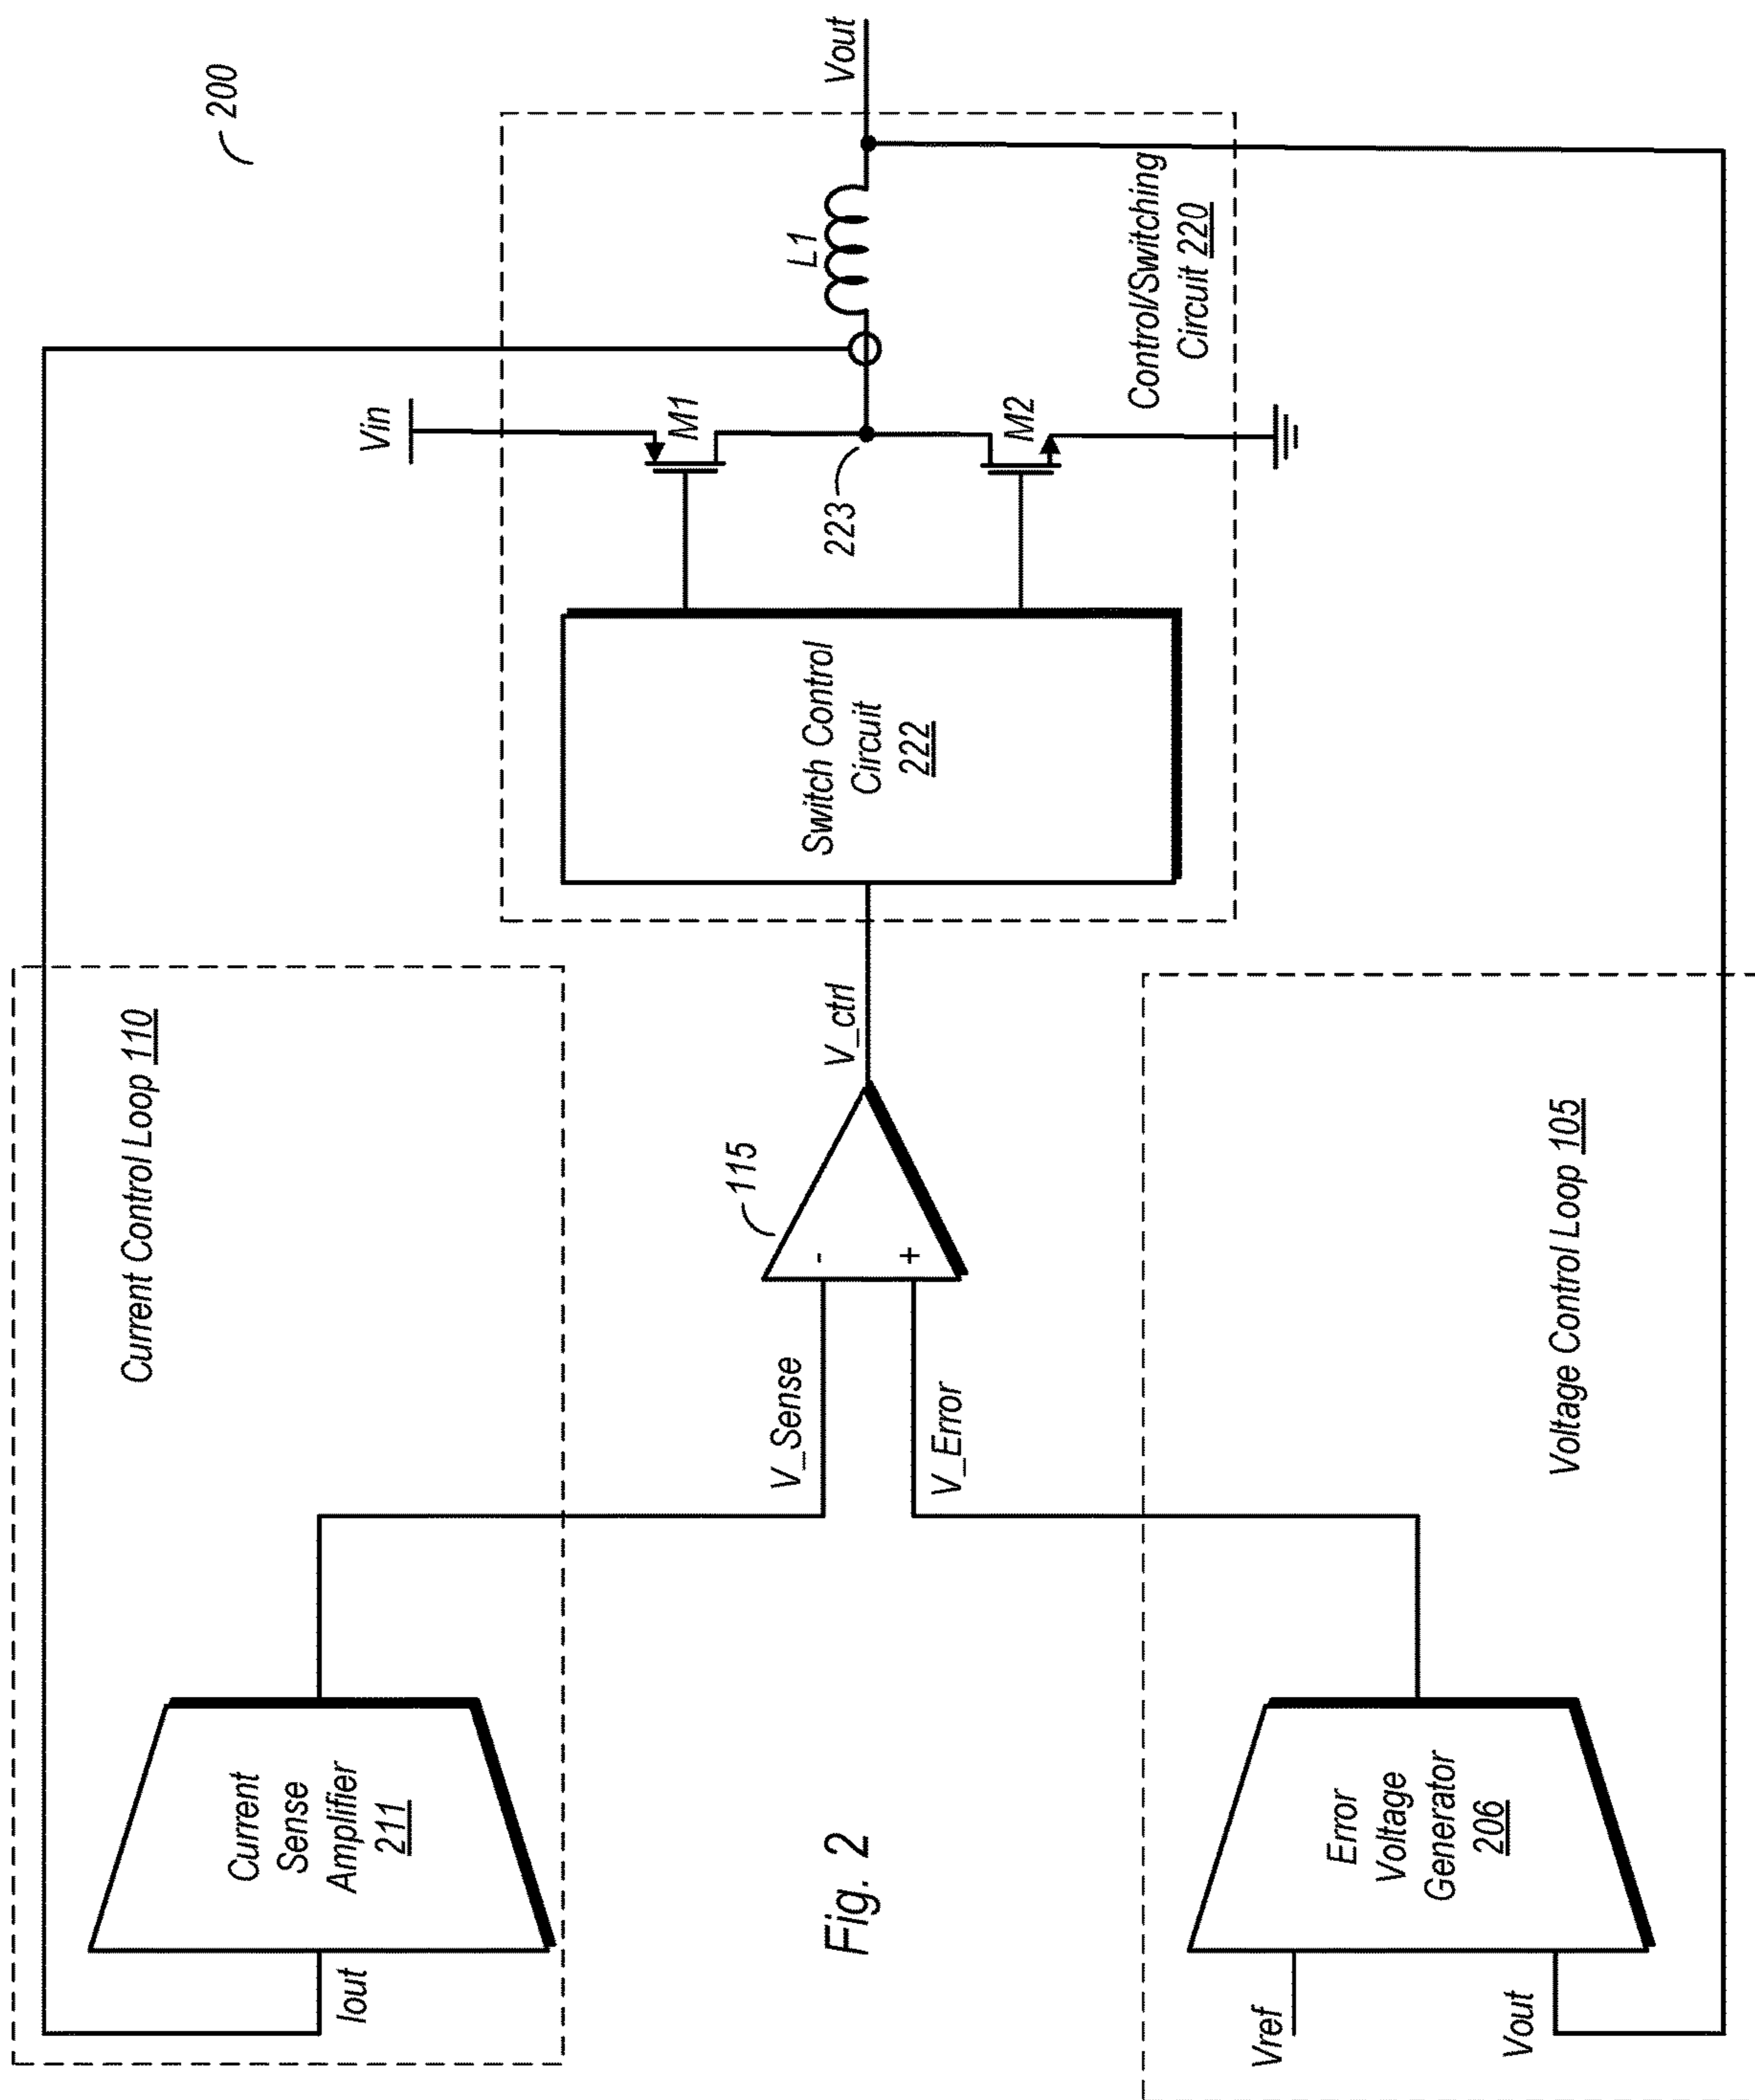 200
Current Control Loop 110
Current
Sense
Amplifier
211
Iout
V_Sense
V_Error
115
-
+
V_ctrl
Switch Control
Circuit
222
Vin
M1
223
M2
L1
Vout
Control/Switching
Circuit 220
Voltage Control Loop 105
Error
Voltage
Generator
206
Vref
Vout
Fig. 2